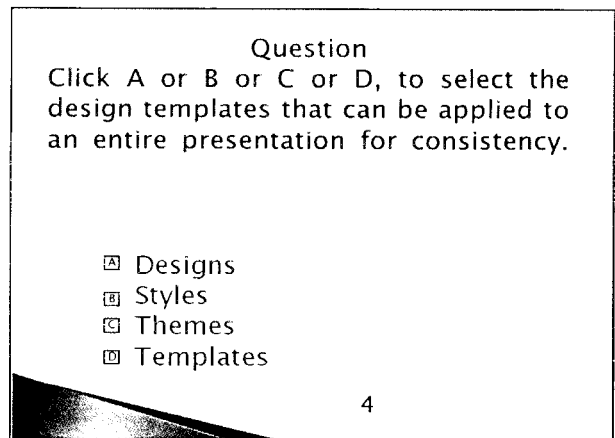 Question
Click A or B or C or D, to select the
design templates that can be applied to
an entire presentation for consistency.
A Designs
B Styles
C Themes
D Templates
4